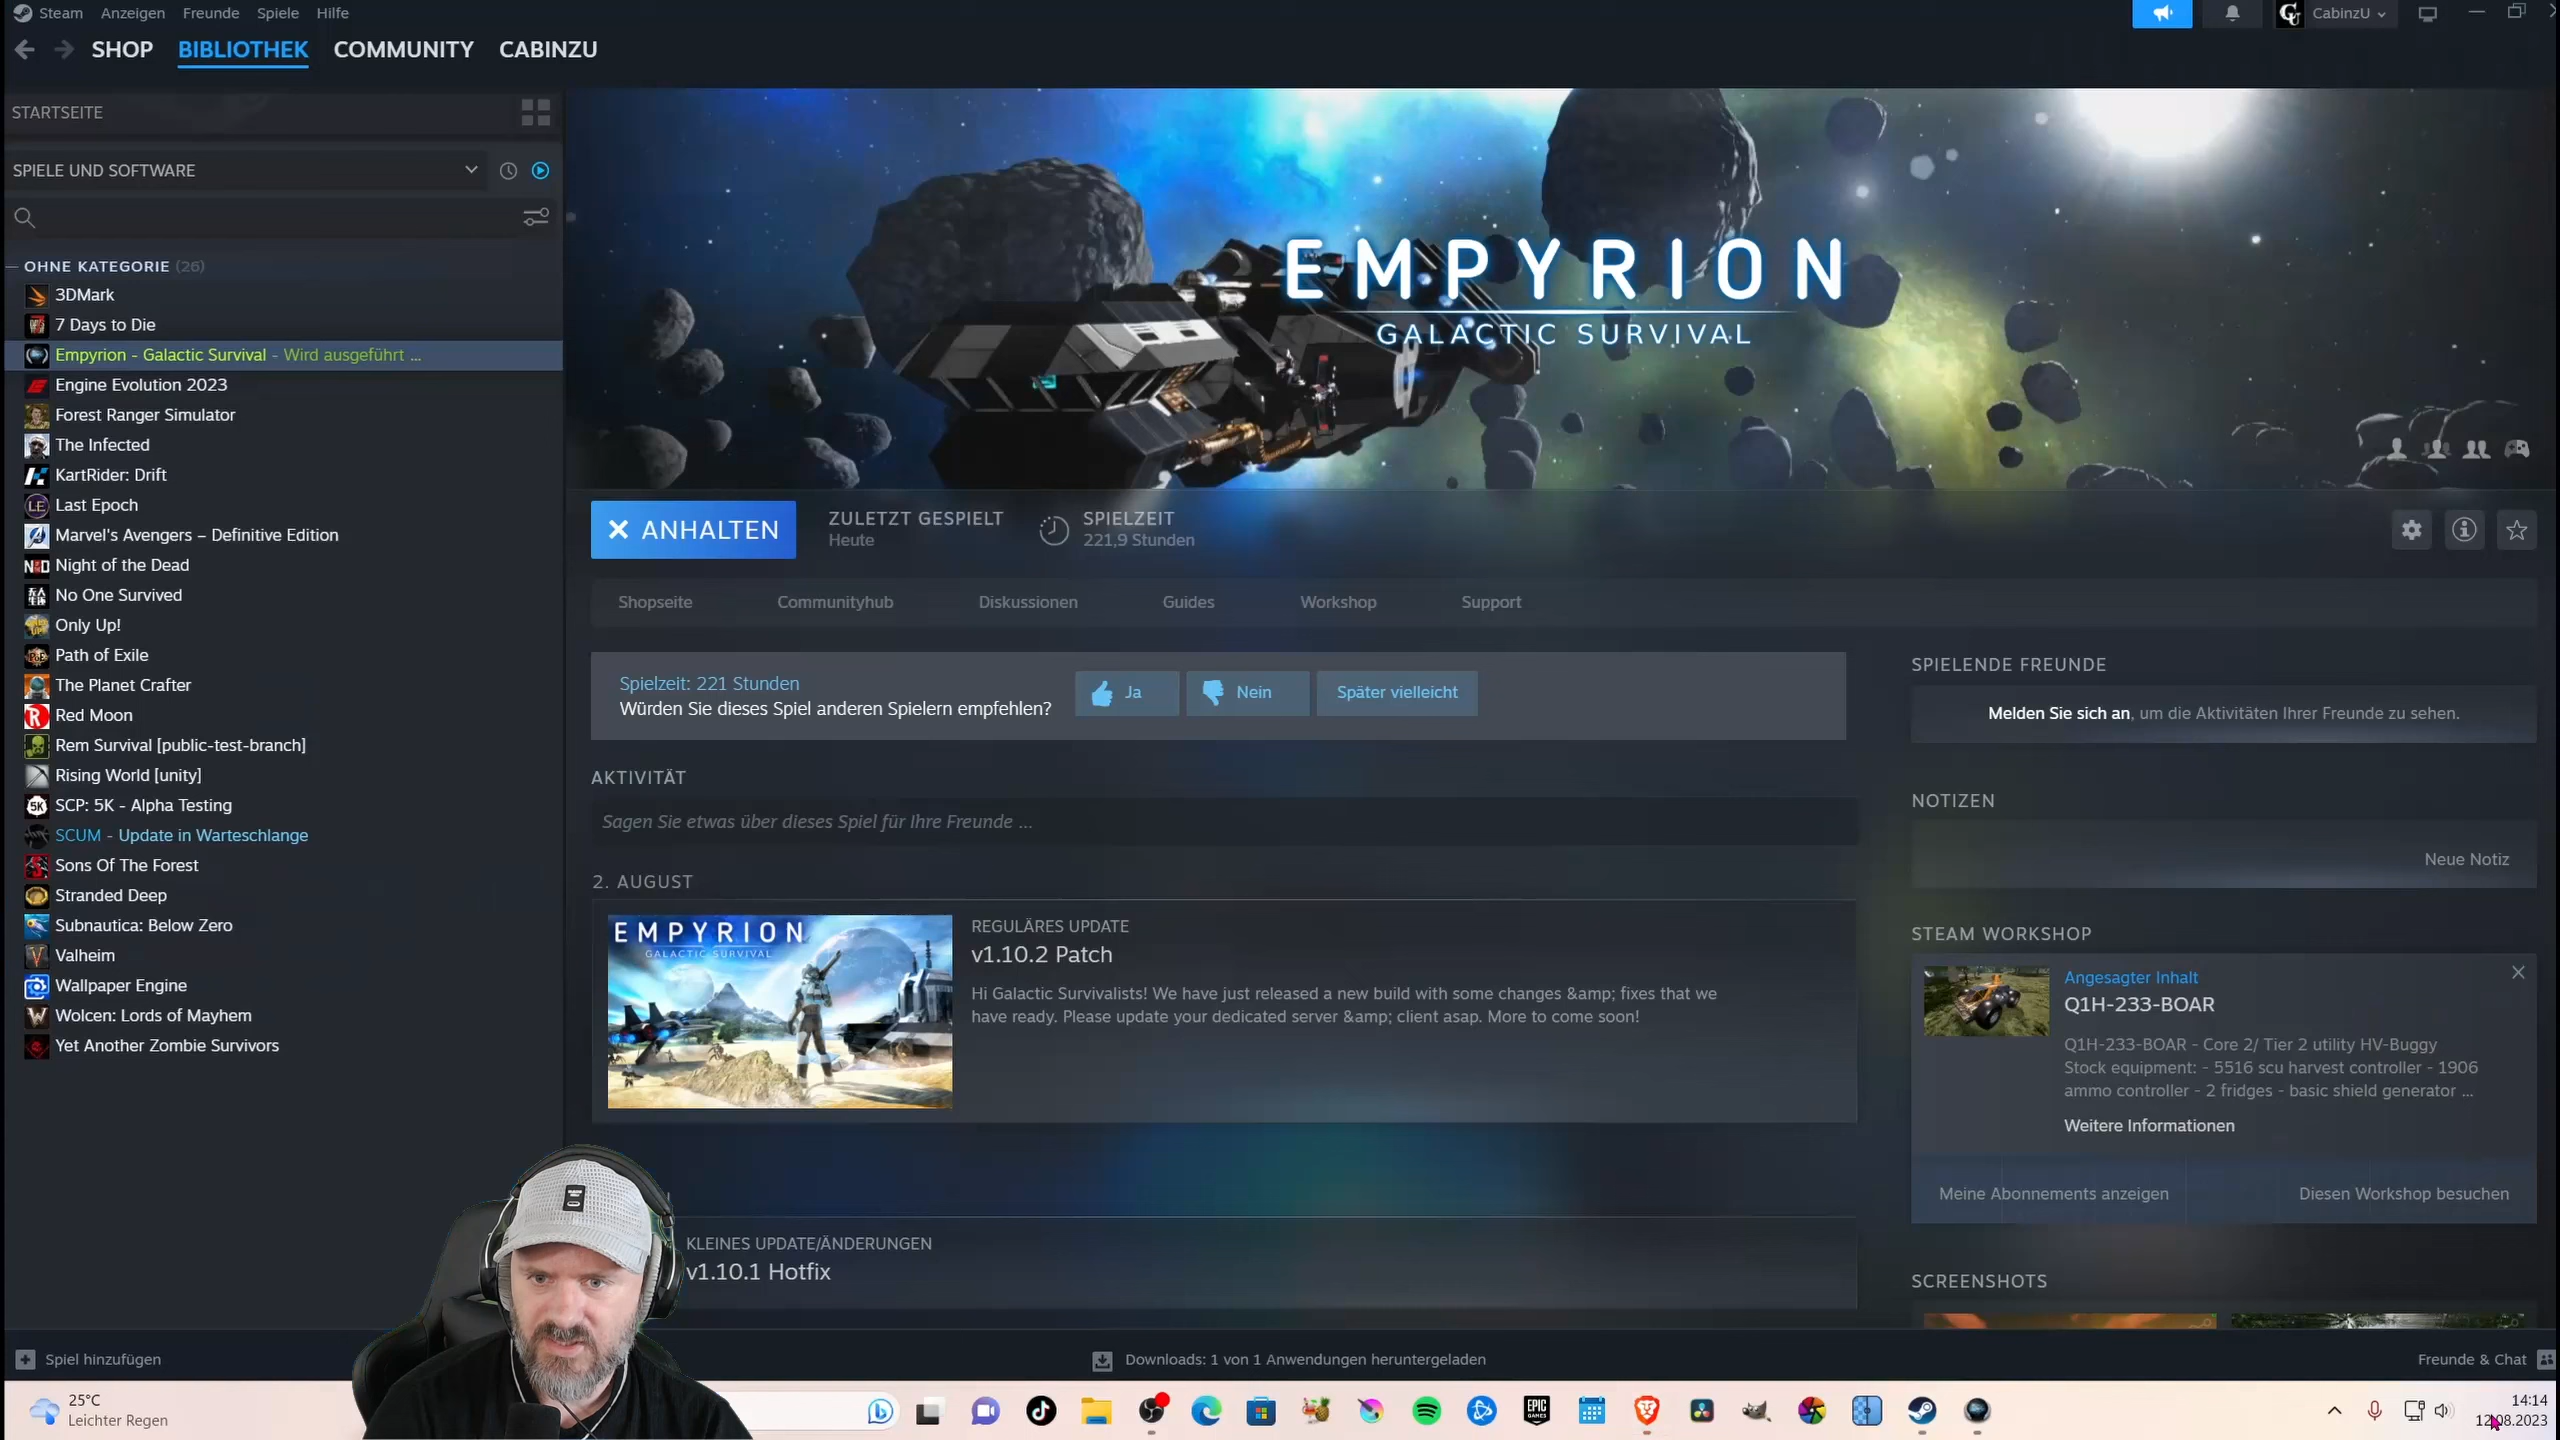 Steam Anzeigen Freunde Spiele Hilfe
CabinzU
SHOP BIBLIOTHEK COMMUNITY CABINZU
STARTSEITE
SPIELE UND SOFTWARE
OHNE KATEGORIE (26)
3DMark
7 Days to Die
Empyrion - Galactic Survival - Wird ausgeführt ...
Engine Evolution 2023
Forest Ranger Simulator
The Infected
KartRider: Drift
Last Epoch
Marvel's Avengers – Definitive Edition
Night of the Dead
No One Survived
Only Up!
Path of Exile
The Planet Crafter
Red Moon
Rem Survival [public-test-branch]
Rising World [unity]
SCP: 5K - Alpha Testing
SCUM - Update in Warteschlange
Sons Of The Forest
Stranded Deep
Subnautica: Below Zero
Valheim
Wallpaper Engine
Wolcen: Lords of Mayhem
Yet Another Zombie Survivors
EMPYRION
GALACTIC SURVIVAL
ANHALTEN
ZULETZT GESPIELT
Heute
SPIELZEIT
221,9 Stunden
Shopseite Communityhub Diskussionen Guides Workshop Support
Spielzeit: 221 Stunden
Würden Sie dieses Spiel anderen Spielern empfehlen?
Ja Nein Später vielleicht
AKTIVITÄT
Sagen Sie etwas über dieses Spiel für Ihre Freunde ...
2. AUGUST
EMPYRION
GALACTIC SURVIVAL
REGULÄRES UPDATE
v1.10.2 Patch
Hi Galactic Survivalists! We have just released a new build with some changes &amp; fixes that we
have ready. Please update your dedicated server &amp; client asap. More to come soon!
KLEINES UPDATE/ÄNDERUNGEN
v1.10.1 Hotfix
SPIELENDE FREUNDE
Melden Sie sich an, um die Aktivitäten Ihrer Freunde zu sehen.
NOTIZEN
Neue Notiz
STEAM WORKSHOP
Angesagter Inhalt
Q1H-233-BOAR
Q1H-233-BOAR - Core 2/ Tier 2 utility HV-Buggy
Stock equipment: - 5516 scu harvest controller - 1906
ammo controller - 2 fridges - basic shield generator ...
Weitere Informationen
Meine Abonnements anzeigen
Diesen Workshop besuchen
SCREENSHOTS
Spiel hinzufügen
Downloads: 1 von 1 Anwendungen heruntergeladen
Freunde & Chat
25°C
Leichter Regen
EPIC
GAMES
14:14
12.08.2023